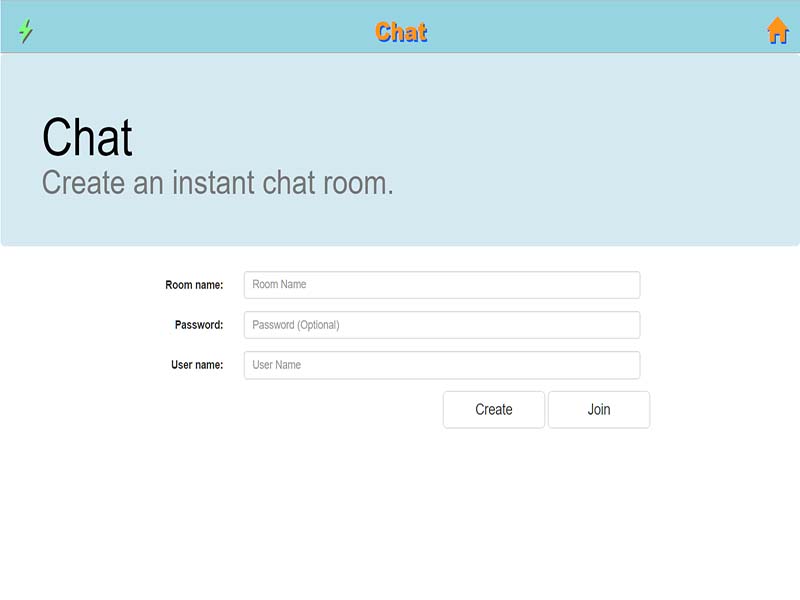 Chat
Chat
Create an instant chat room.
Room name: Room Name
Password: Password (Optional)
User name: User Name
Create Join